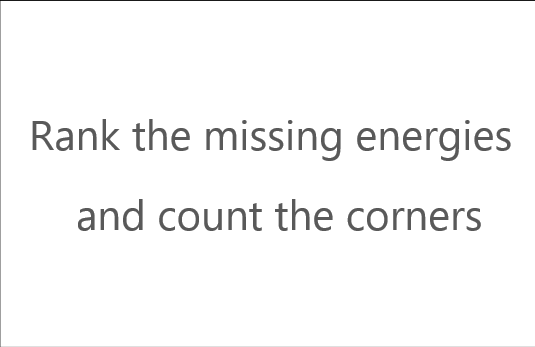 Rank the missing energies
and count the corners